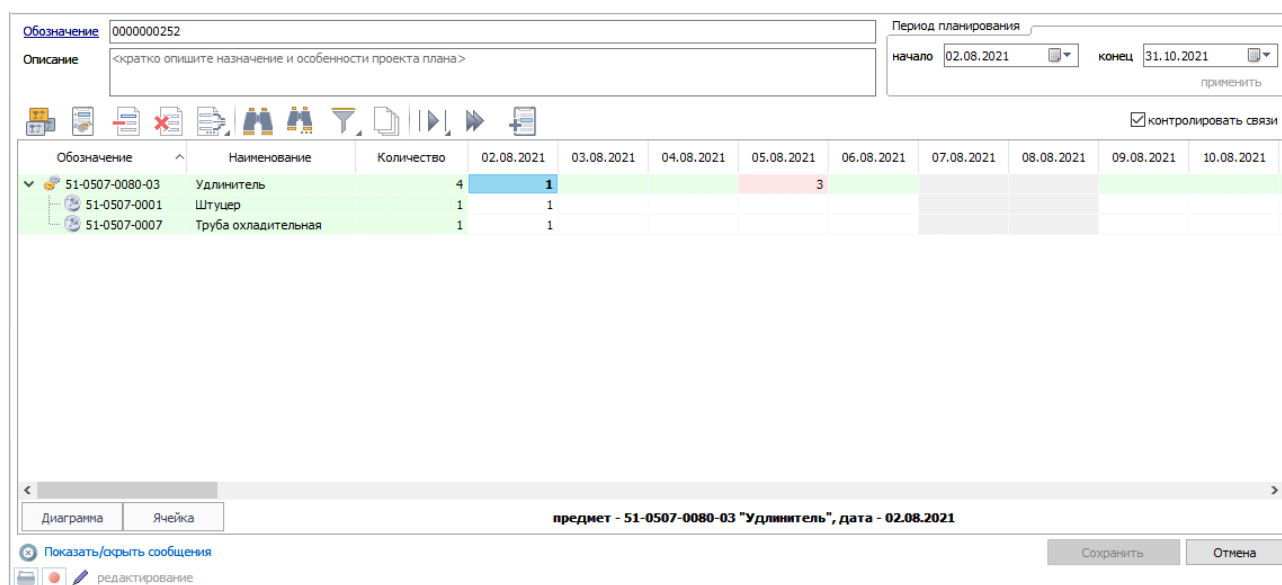 Обозначение 0000000252
Период планирования
начало 02.08.2021 конец 31.10.2021
Описание <кратко опишите назначение и особенности проекта плана>
применить
контролировать связи
Обозначение Наименование Количество 02.08.2021 03.08.2021 04.08.2021 05.08.2021 06.08.2021 07.08.2021 08.08.2021 09.08.2021 10.08.2021
51-0507-0080-03 Удлинитель 4 1 3
51-0507-0001 Штуцер 1 1
51-0507-0007 Труба охладительная 1 1
Диаграмма Ячейка предмет - 51-0507-0080-03 "Удлинитель", дата - 02.08.2021
Показать/скрыть сообщения Сохранить Отмена
редактирование